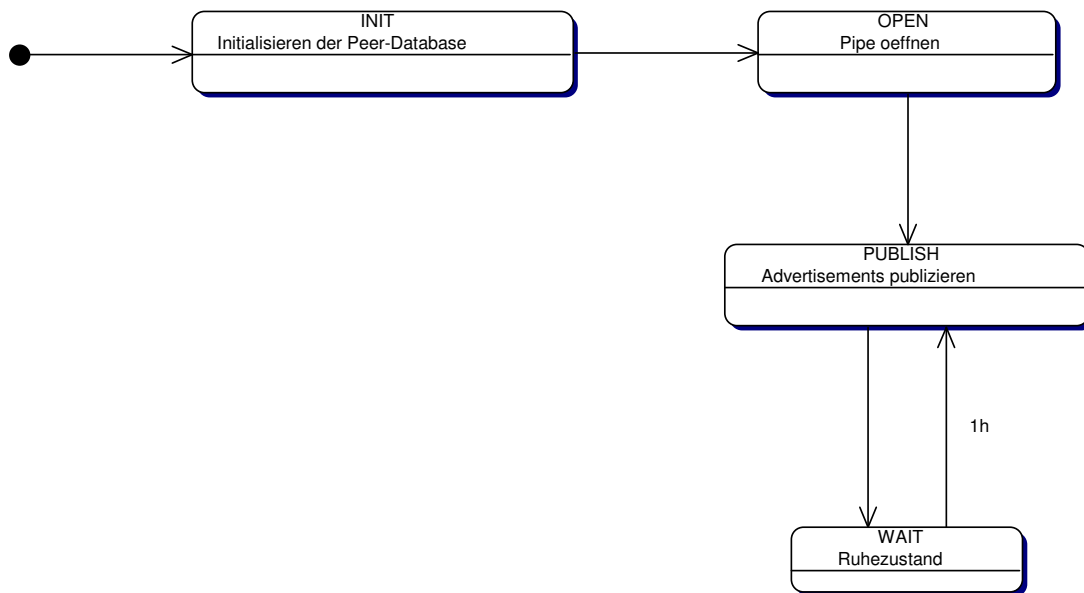 INIT
Initialisieren der Peer-Database
OPEN
Pipe oeffnen
PUBLISH
Advertisements publizieren
1h
WAIT
Ruhezustand